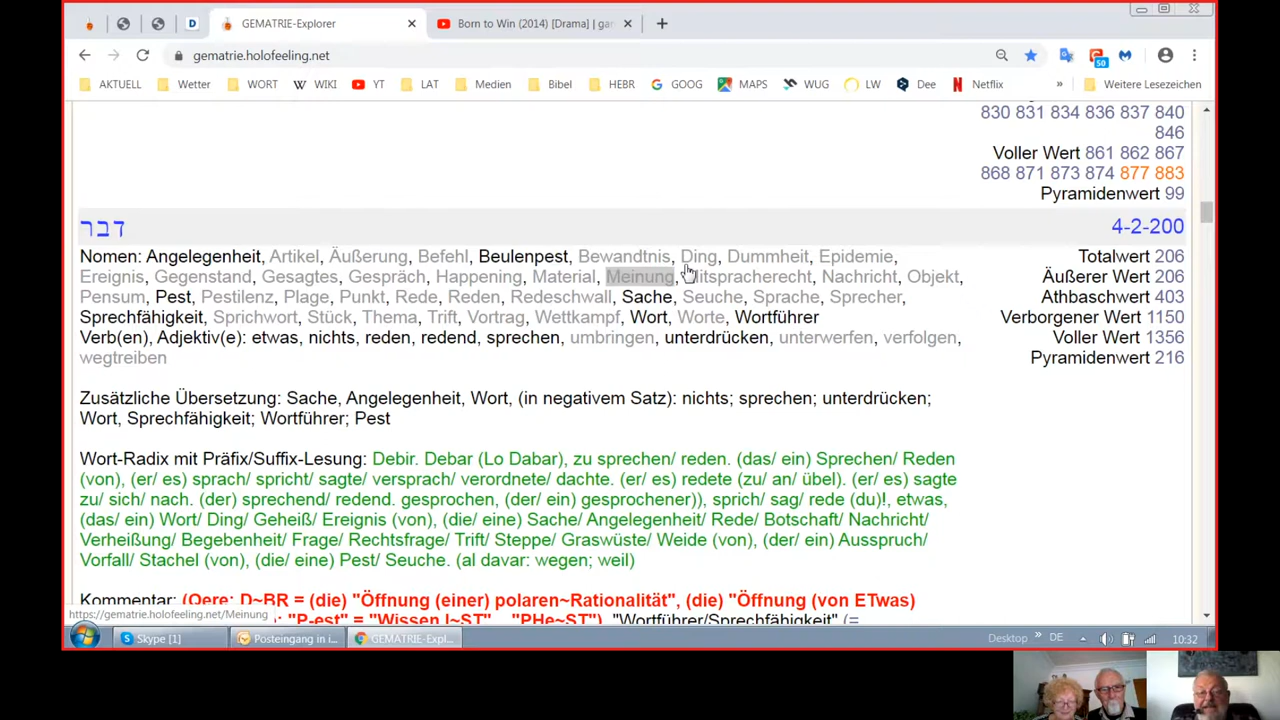 GEMATRIE-Explorer
Born to Win (2014) [Drama] | gar
gematrie.holofeeling.net
50
AKTUELL Wetter WORT WIKI YT LAT Medien Bibel HEBR GOOG MAPS WUG LW Dee Netflix » Weitere Lesezeichen
830 831 834 836 837 840
846
Voller Wert 861 862 867
868 871 873 874 877 883
Pyramidenwert 99
דבר 4-2-200
Nomen: Angelegenheit, Artikel, Äußerung, Befehl, Beulenpest, Bewandtnis, Ding, Dummheit, Epidemie,
Ereignis, Gegenstand, Gesagtes, Gespräch, Happening, Material, Meinung, Mitspracherecht, Nachricht, Objekt,
Pensum, Pest, Pestilenz, Plage, Punkt, Rede, Reden, Redeschwall, Sache, Seuche, Sprache, Sprecher,
Sprechfähigkeit, Sprichwort, Stück, Thema, Trift, Vortrag, Wettkampf, Wort, Worte, Wortführer
Verb(en), Adjektiv(e): etwas, nichts, reden, redend, sprechen, umbringen, unterdrücken, unterwerfen, verfolgen,
wegtreiben
Totalwert 206
Äußerer Wert 206
Athbaschwert 403
Verborgener Wert 1150
Voller Wert 1356
Pyramidenwert 216
Zusätzliche Übersetzung: Sache, Angelegenheit, Wort, (in negativem Satz): nichts; sprechen; unterdrücken;
Wort, Sprechfähigkeit; Wortführer; Pest
Wort-Radix mit Präfix/Suffix-Lesung: Debir. Debar (Lo Dabar), zu sprechen/ reden. (das/ ein) Sprechen/ Reden
(von), (er/ es) sprach/ spricht/ sagte/ versprach/ verordnete/ dachte. (er/ es) redete (zu/ an/ übel). (er/ es) sagte
zu/ sich/ nach. (der) sprechend/ redend. gesprochen, (der/ ein) gesprochener)), sprich/ sag/ rede (du)!, etwas,
(das/ ein) Wort/ Ding/ Geheiß/ Ereignis (von), (die/ eine) Sache/ Angelegenheit/ Rede/ Botschaft/ Nachricht/
Verheißung/ Begebenheit/ Frage/ Rechtsfrage/ Trift/ Steppe/ Graswüste/ Weide (von), (der/ ein) Ausspruch/
Vorfall/ Stachel (von), (die/ eine) Pest/ Seuche. (al davar: wegen; weil)
Kommentar: (Qere: D~BR = (die) "Öffnung (einer) polaren~Rationalität", (die) "Öffnung (von ETwas)
"P-est" = "Wissen I~ST "PHe~ST"), "Wortführer/Sprechfähigkeit" (=
https://gematrie.holofeeling.net/Meinung
Skype [1] Posteingang in i... GEMATRIE-Expl... Desktop » DE 10:32